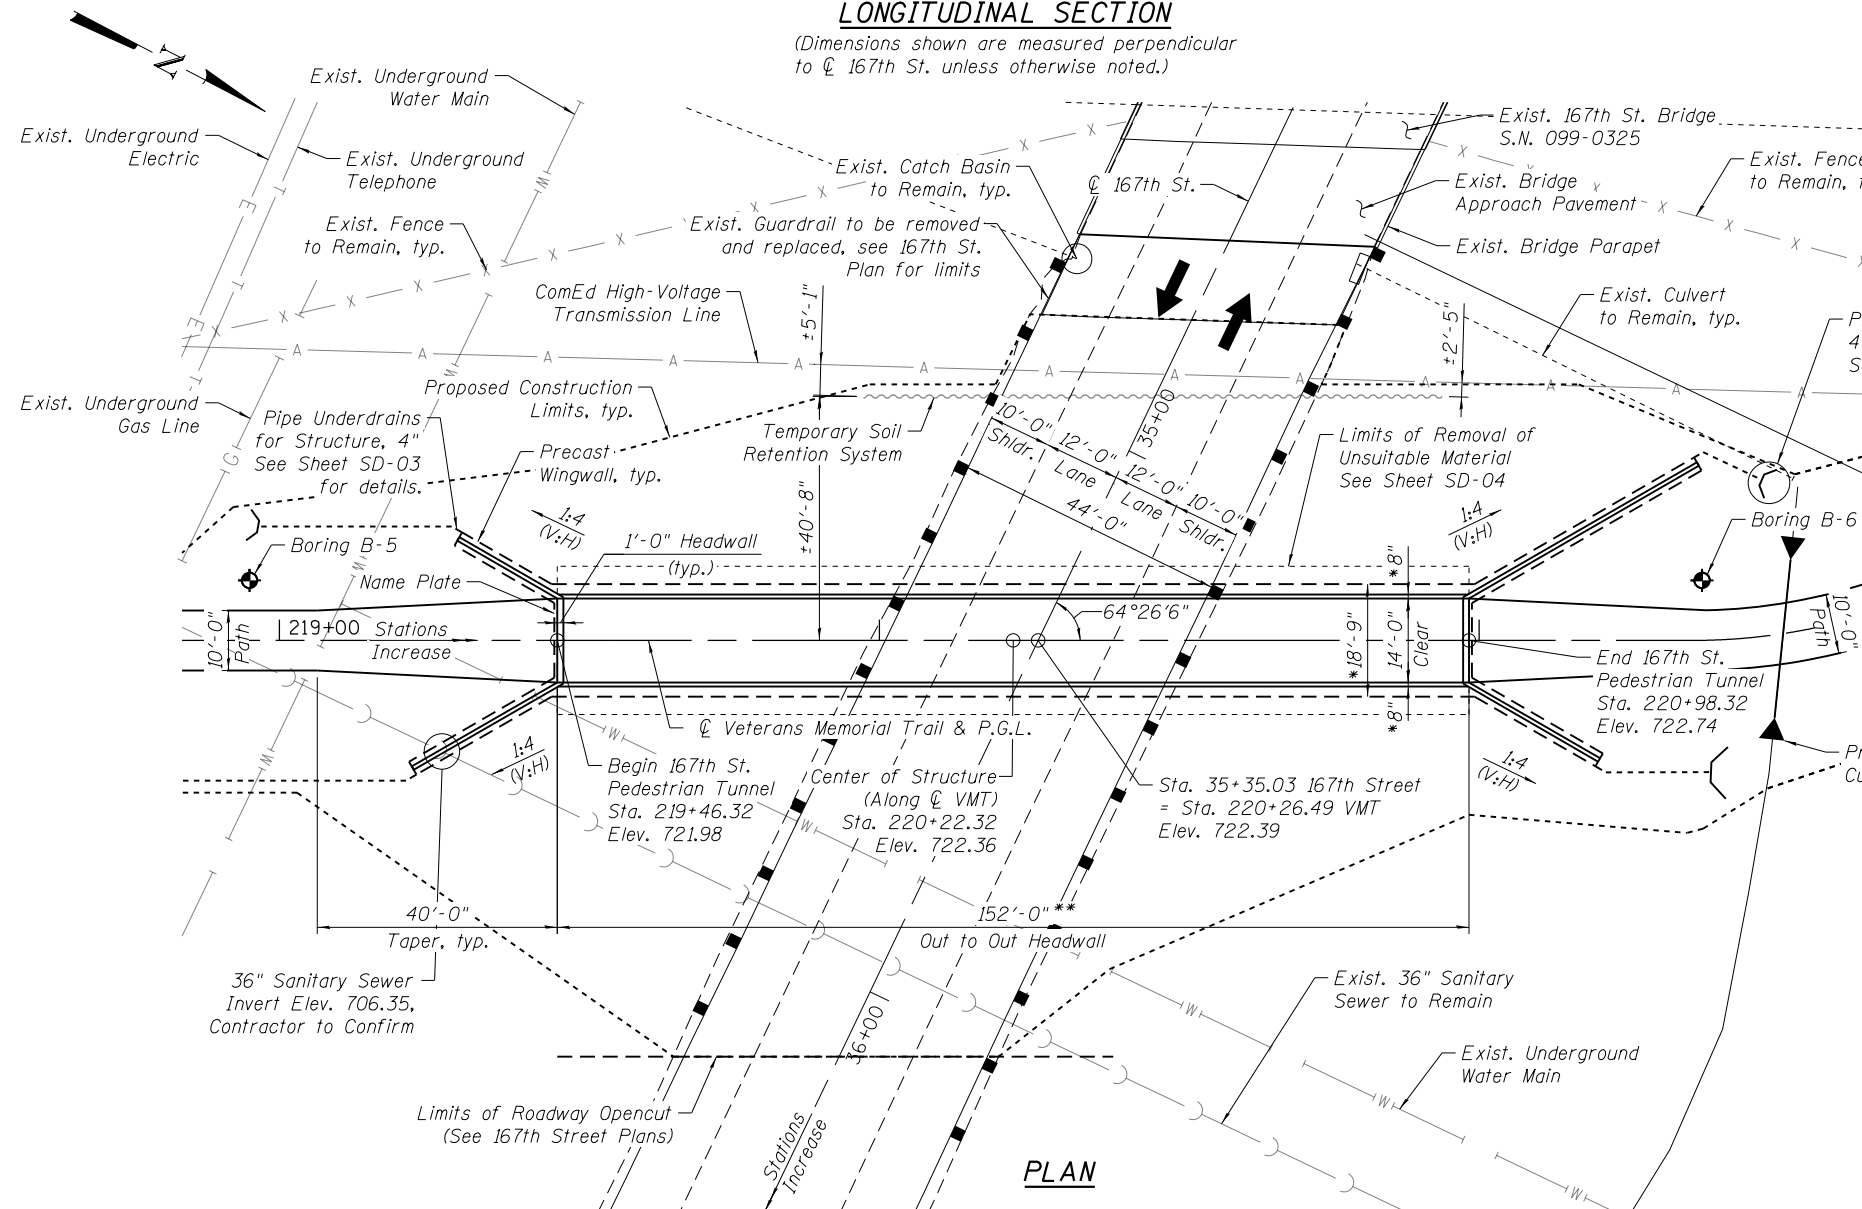 LONGITUDINAL SECTION
(Dimensions shown are measured perpendicular
to ℄ 167th St. unless otherwise noted.)
N
Exist. Underground
Water Main
Exist. Underground
Electric
Exist. Underground
Telephone
Exist. Fence
to Remain, typ.
Exist. Catch Basin
to Remain, typ.
℄ 167th St.
Exist. 167th St. Bridge
S.N. 099-0325
Exist. Fence
to Remain,
Exist. Bridge
Approach Pavement
Exist. Bridge Parapet
Exist. Guardrail to be removed
and replaced, see 167th St.
Plan for limits
ComEd High-Voltage
Transmission Line
±5'-1"
±2'-5"
Exist. Culvert
to Remain, typ.
P
4
S
Exist. Underground
Gas Line
Proposed Construction
Limits, typ.
Pipe Underdrains
for Structure, 4"
See Sheet SD-03
for details.
Precast
Wingwall, typ.
Temporary Soil
Retention System
35+00
10'-0"
Shldr.
12'-0"
Lane
12'-0"
Lane
10'-0"
Shldr.
44'-0"
Limits of Removal of
Unsuitable Material
See Sheet SD-04
±40'-8"
1:4
(V:H)
1:4
(V:H)
Boring B-5
Boring B-6
1'-0" Headwall
(typ.)
Name Plate
*8"
64°26'6"
10'-0"
Path
219+00
Stations
Increase
*18'-9"
14'-0"
Clear
10'-0"
Path
*8"
End 167th St.
Pedestrian Tunnel
Sta. 220+98.32
Elev. 722.74
℄ Veterans Memorial Trail & P.G.L.
1:4
(V:H)
1:4
(V:H)
Begin 167th St.
Pedestrian Tunnel
Sta. 219+46.32
Elev. 721.98
Center of Structure
(Along ℄ VMT)
Sta. 220+22.32
Elev. 722.36
Sta. 35+35.03 167th Street
= Sta. 220+26.49 VMT
Elev. 722.39
Pr
Cu
40'-0"
Taper, typ.
152'-0" **
Out to Out Headwall
36" Sanitary Sewer
Invert Elev. 706.35,
Contractor to Confirm
Exist. 36" Sanitary
Sewer to Remain
36+00
Exist. Underground
Water Main
Limits of Roadway Opencut
(See 167th Street Plans)
Stations
Increase
PLAN